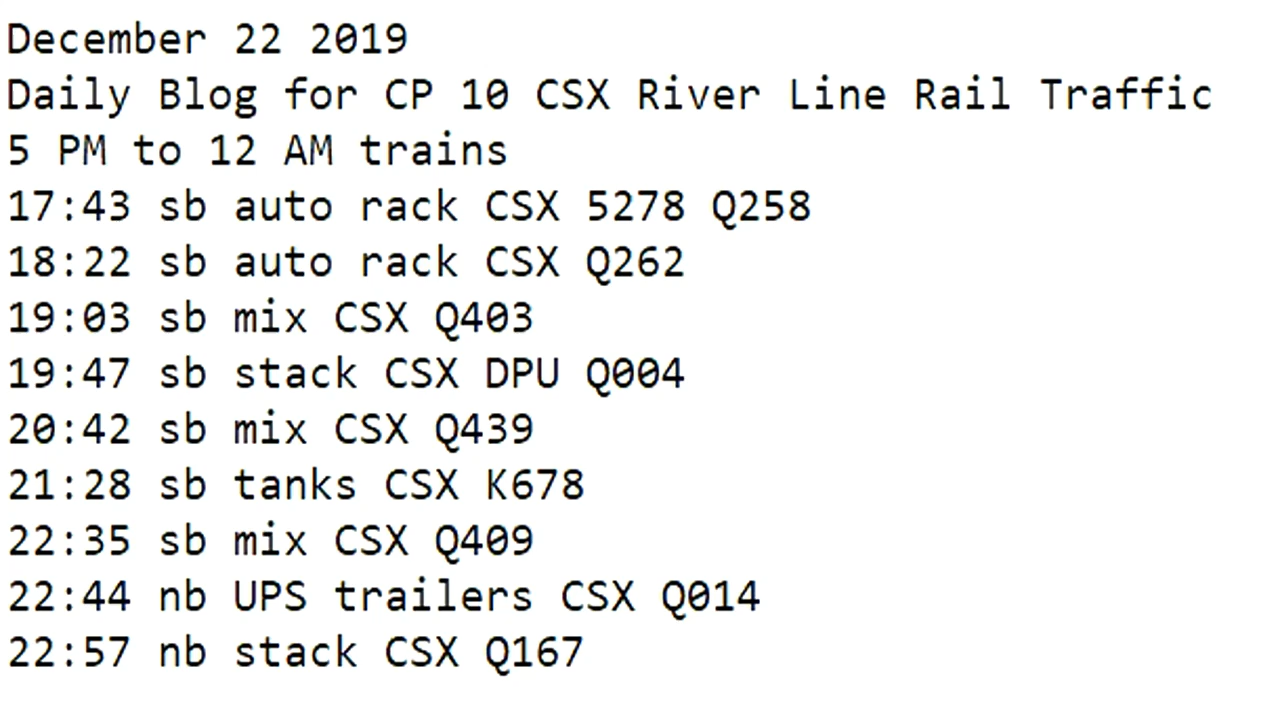 December 22 2019
Daily Blog for CP 10 CSX River Line Rail Traffic
5 PM to 12 AM trains
17:43 sb auto rack CSX 5278 Q258
18:22 sb auto rack CSX Q262
19:03 sb mix CSX Q403
19:47 sb stack CSX DPU Q004
20:42 sb mix CSX Q439
21:28 sb tanks CSX K678
22:35 sb mix CSX Q409
22:44 nb UPS trailers CSX Q014
22:57 nb stack CSX Q167